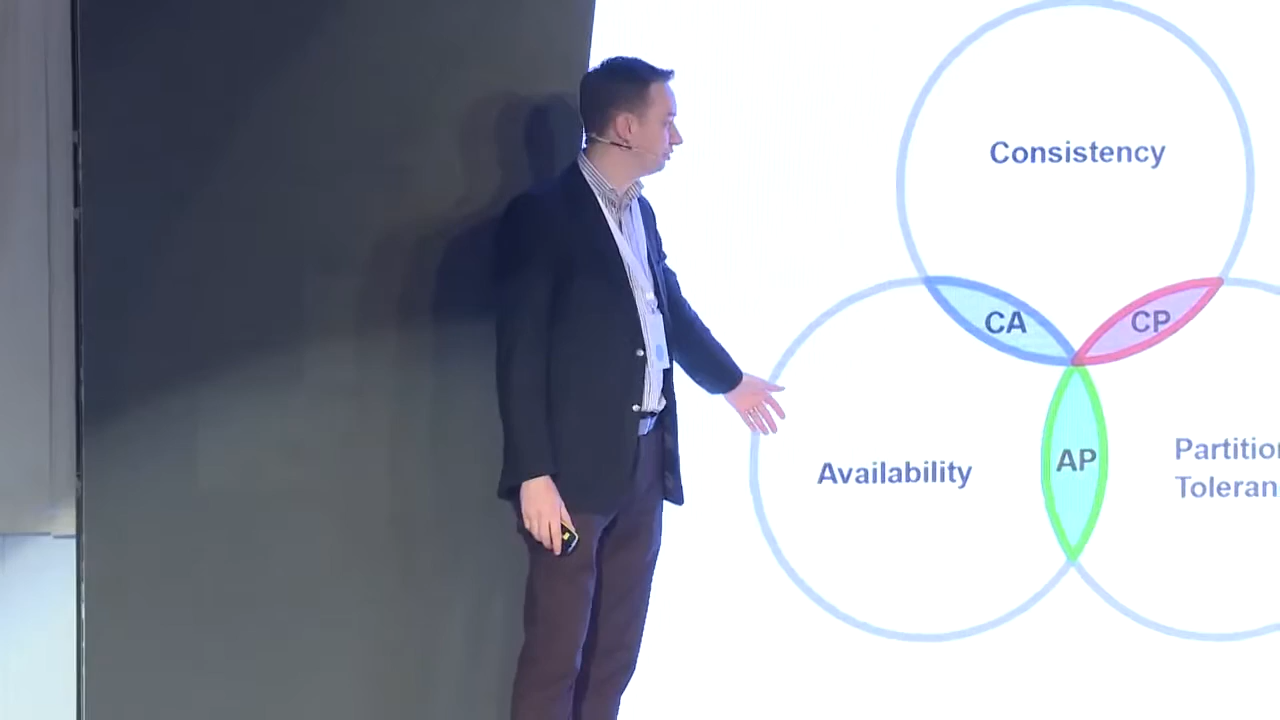 Consistency
CA
CP
Availability
AP
Partitio
Toleran